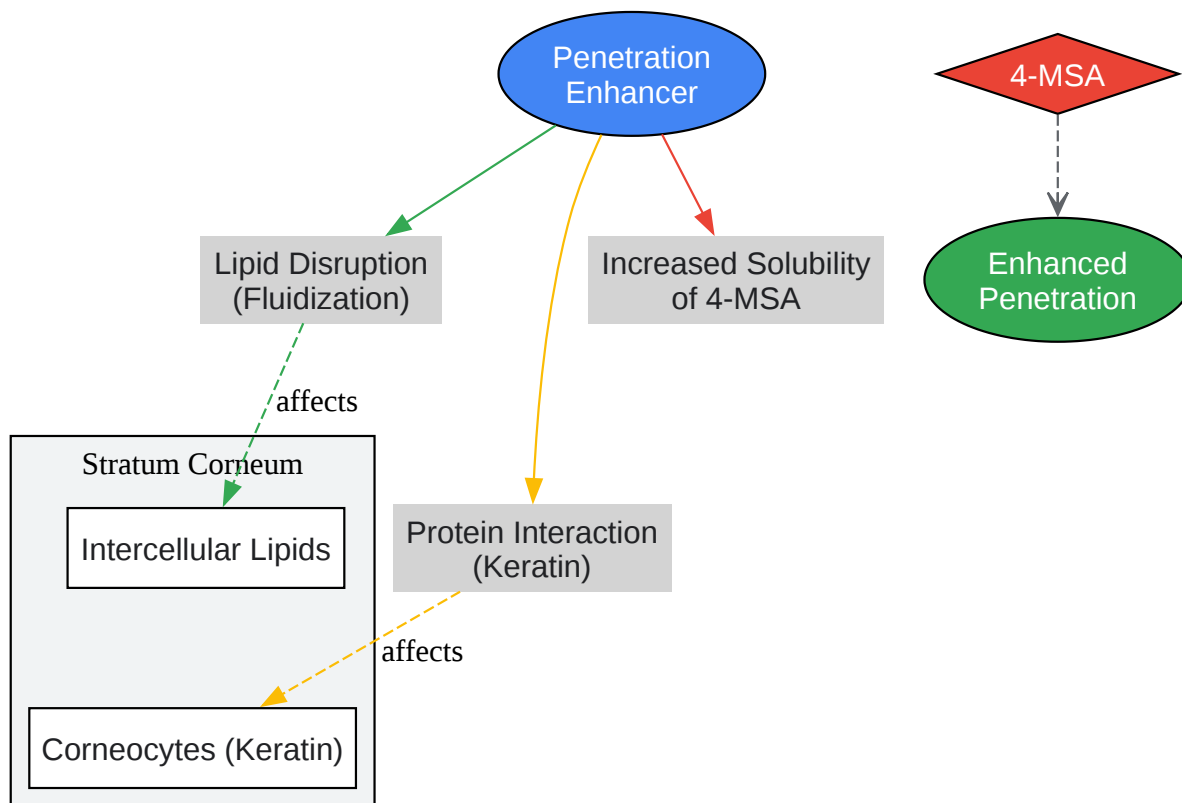 Penetration
Enhancer
4-MSA
Lipid Disruption
(Fluidization)
Increased Solubility
of 4-MSA
Enhanced
Penetration
affects
Stratum Corneum
Intercellular Lipids
Protein Interaction
(Keratin)
affects
Corneocytes (Keratin)